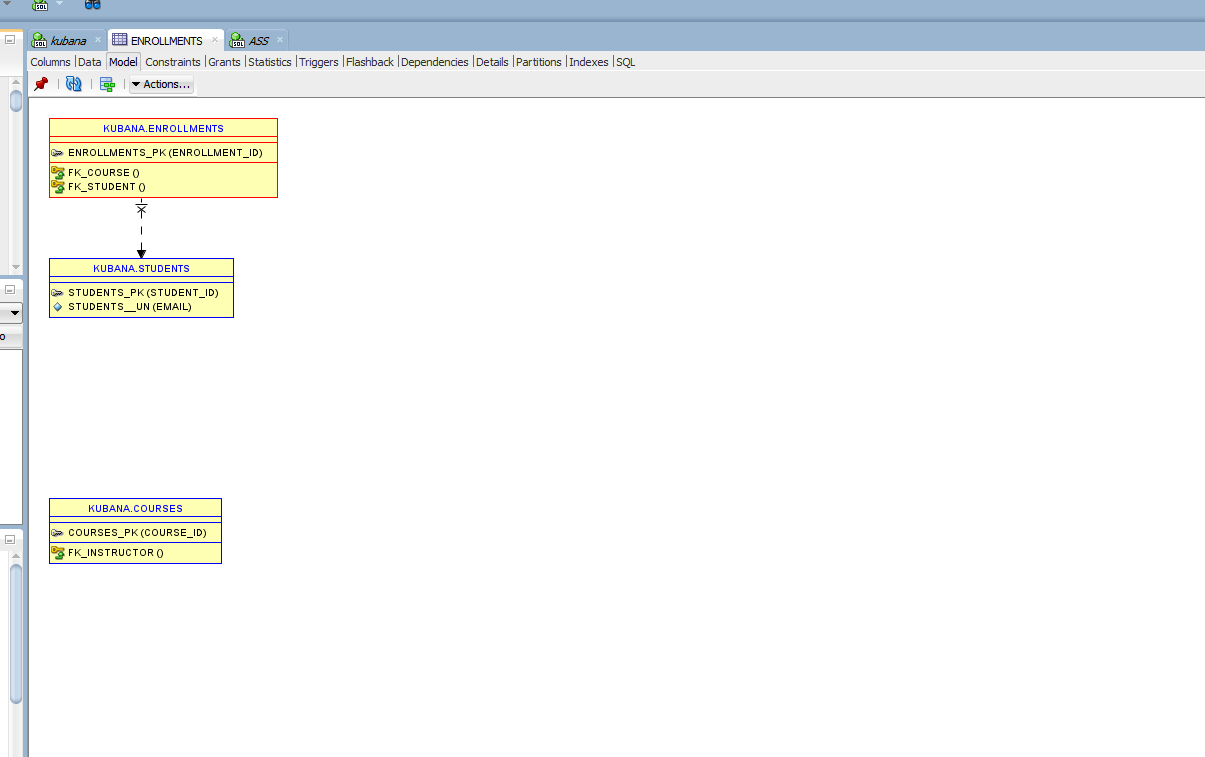 SQL
kubana ENROLLMENTS ASS
Columns Data Model Constraints Grants Statistics Triggers Flashback Dependencies Details Partitions Indexes SQL
Actions...
KUBANA.ENROLLMENTS
ENROLLMENTS_PK (ENROLLMENT_ID)
FK_COURSE ()
FK_STUDENT ()
KUBANA.STUDENTS
STUDENTS_PK (STUDENT_ID)
STUDENTS__UN (EMAIL)
KUBANA.COURSES
COURSES_PK (COURSE_ID)
FK_INSTRUCTOR ()